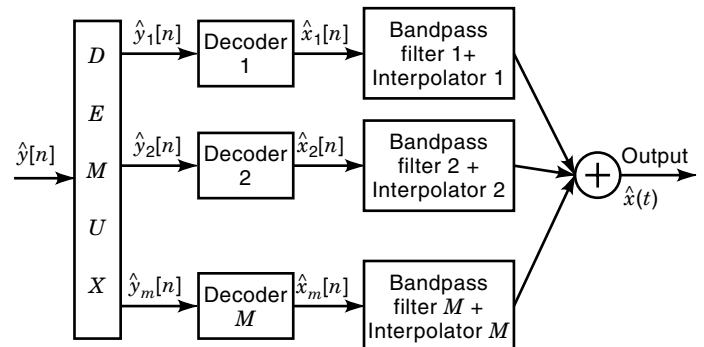 ŷ[n]
D
E
M
U
X
ŷ₁[n]
Decoder
1
x̂₁[n]
Bandpass
filter 1+
Interpolator 1
ŷ₂[n]
Decoder
2
x̂₂[n]
Bandpass
filter 2 +
Interpolator 2
ŷₘ[n]
Decoder
M
x̂ₘ[n]
Bandpass
filter M +
Interpolator M
+
Output
x̂(t)